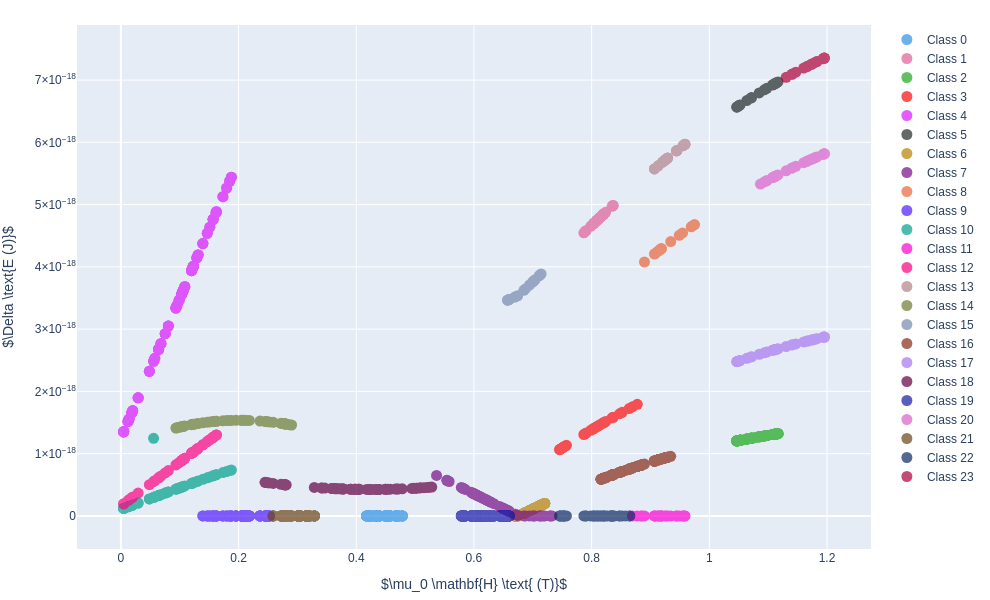 $\Delta \text{E (J)}$
7×10−18
6×10−18
5×10−18
4×10−18
3×10−18
2×10−18
1×10−18
0
0
0.2
0.4
0.6
0.8
1
1.2
$\mu_0 \mathbf{H} \text{ (T)}$
Class 0
Class 1
Class 2
Class 3
Class 4
Class 5
Class 6
Class 7
Class 8
Class 9
Class 10
Class 11
Class 12
Class 13
Class 14
Class 15
Class 16
Class 17
Class 18
Class 19
Class 20
Class 21
Class 22
Class 23